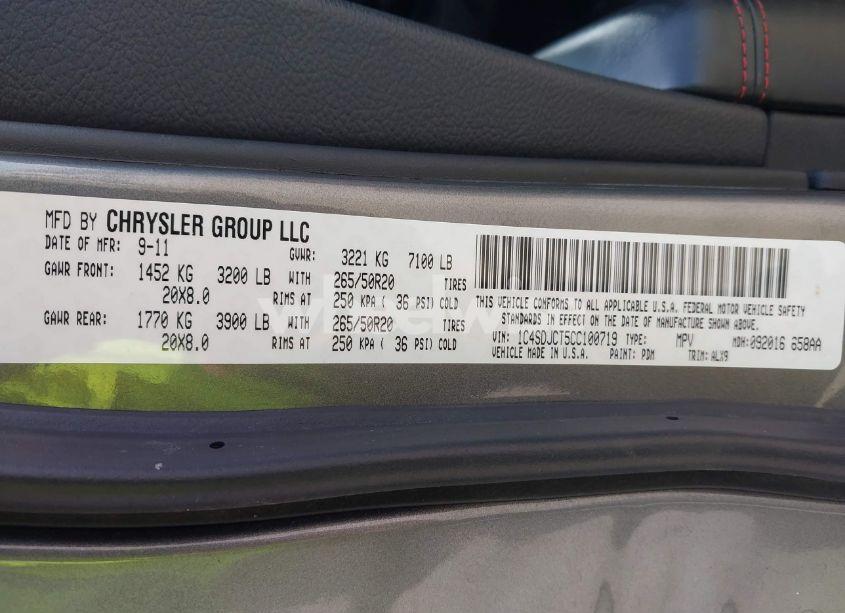 MFD BY CHRYSLER GROUP LLC
DATE OF MFR: 9-11 GVWR: 3221 KG 7100 LB
GAWR FRONT: 1452 KG 3200 LB WITH 265/50R20 TIRES
20X8.0 RIMS AT 250 KPA ( 36 PSI) COLD
GAWR REAR: 1770 KG 3900 LB WITH 265/50R20 TIRES
20X8.0 RIMS AT 250 KPA ( 36 PSI) COLD
THIS VEHICLE CONFORMS TO ALL APPLICABLE U.S.A. FEDERAL MOTOR VEHICLE SAFETY
STANDARDS IN EFFECT ON THE DATE OF MANUFACTURE SHOWN ABOVE.
VIN: 1C4SDJCT5CC100719 TYPE: MPV MDH: 092016 658AA
VEHICLE MADE IN U.S.A. PAINT: PDM TRIM: ALX9